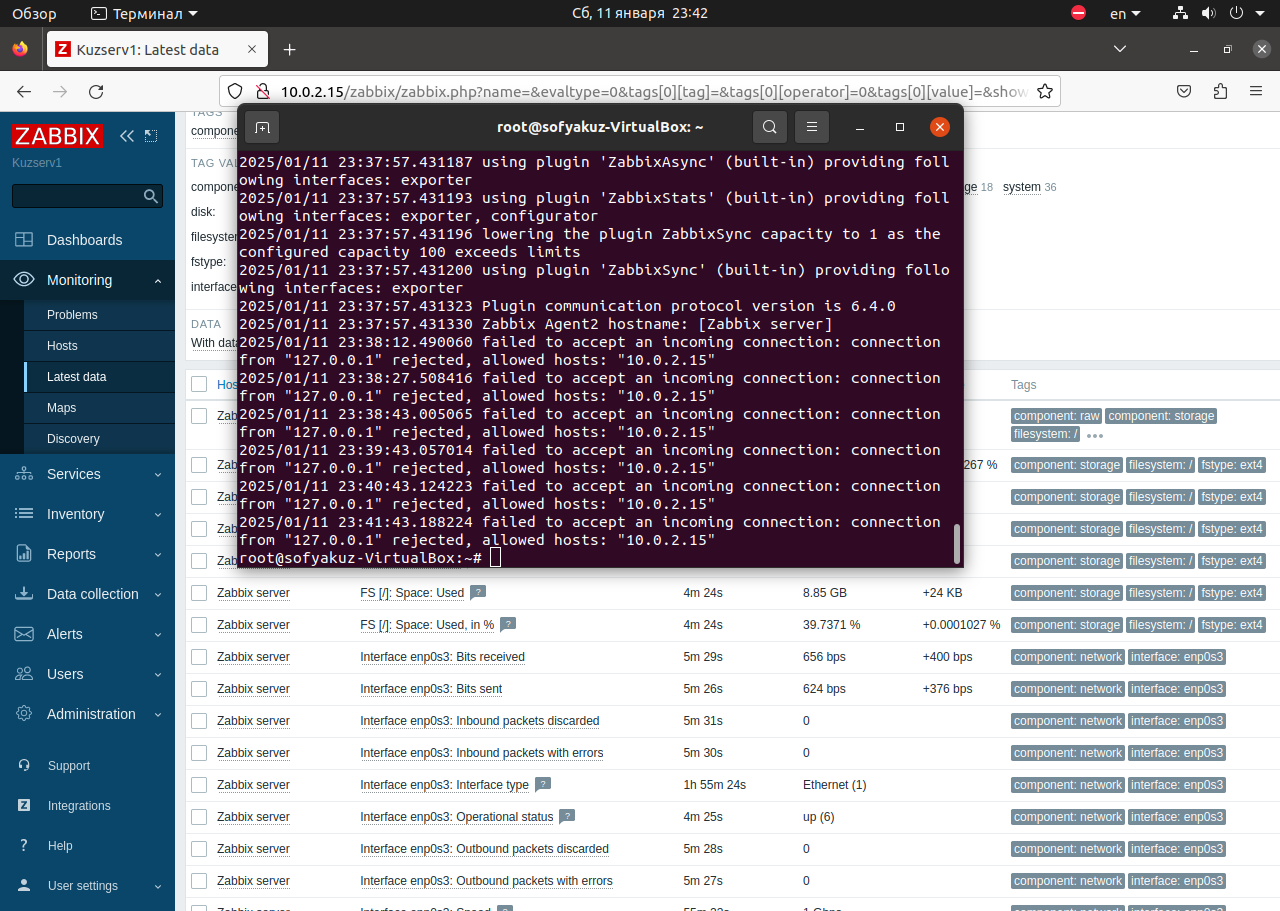 Обзор
Терминал
Сб, 11 января 23:42
en
Z Kuzserv1: Latest data
10.0.2.15/zabbix/zabbix.php?name=&evaltype=0&tags[0][tag]=&tags[0][operator]=0&tags[0][value]=&show
root@sofyakuz-VirtualBox: ~
2025/01/11 23:37:57.431187 using plugin 'ZabbixAsync' (built-in) providing foll
owing interfaces: exporter
2025/01/11 23:37:57.431193 using plugin 'ZabbixStats' (built-in) providing foll
owing interfaces: exporter, configurator
2025/01/11 23:37:57.431196 lowering the plugin ZabbixSync capacity to 1 as the
configured capacity 100 exceeds limits
2025/01/11 23:37:57.431200 using plugin 'ZabbixSync' (built-in) providing follo
wing interfaces: exporter
2025/01/11 23:37:57.431323 Plugin communication protocol version is 6.4.0
2025/01/11 23:37:57.431330 Zabbix Agent2 hostname: [Zabbix server]
2025/01/11 23:38:12.490060 failed to accept an incoming connection: connection
from "127.0.0.1" rejected, allowed hosts: "10.0.2.15"
2025/01/11 23:38:27.508416 failed to accept an incoming connection: connection
from "127.0.0.1" rejected, allowed hosts: "10.0.2.15"
2025/01/11 23:38:43.005065 failed to accept an incoming connection: connection
from "127.0.0.1" rejected, allowed hosts: "10.0.2.15"
2025/01/11 23:39:43.057014 failed to accept an incoming connection: connection
from "127.0.0.1" rejected, allowed hosts: "10.0.2.15"
2025/01/11 23:40:43.124223 failed to accept an incoming connection: connection
from "127.0.0.1" rejected, allowed hosts: "10.0.2.15"
2025/01/11 23:41:43.188224 failed to accept an incoming connection: connection
from "127.0.0.1" rejected, allowed hosts: "10.0.2.15"
root@sofyakuz-VirtualBox:~#
ZABBIX
Kuzserv1
Dashboards
Monitoring
Problems
Hosts
Latest data
Maps
Discovery
Services
Inventory
Reports
Data collection
Alerts
Users
Administration
Support
Z Integrations
? Help
User settings
TAGS
compone
TAG VAL
compone
ge 18 system 36
disk:
filesystem
fstype:
interface
DATA
With data
Hos
Tags
Zab
component: raw component: storage
filesystem: /
Zab 267 % component: storage filesystem: / fstype: ext4
Zab component: storage filesystem: / fstype: ext4
Zab component: storage filesystem: / fstype: ext4
Zab component: storage filesystem: / fstype: ext4
Zabbix server FS [/]: Space: Used ? 4m 24s 8.85 GB +24 KB component: storage filesystem: / fstype: ext4
Zabbix server FS [/]: Space: Used, in % ? 4m 24s 39.7371 % +0.0001027 % component: storage filesystem: / fstype: ext4
Zabbix server Interface enp0s3: Bits received 5m 29s 656 bps +400 bps component: network interface: enp0s3
Zabbix server Interface enp0s3: Bits sent 5m 26s 624 bps +376 bps component: network interface: enp0s3
Zabbix server Interface enp0s3: Inbound packets discarded 5m 31s 0 component: network interface: enp0s3
Zabbix server Interface enp0s3: Inbound packets with errors 5m 30s 0 component: network interface: enp0s3
Zabbix server Interface enp0s3: Interface type ? 1h 55m 24s Ethernet (1) component: network interface: enp0s3
Zabbix server Interface enp0s3: Operational status ? 4m 25s up (6) component: network interface: enp0s3
Zabbix server Interface enp0s3: Outbound packets discarded 5m 28s 0 component: network interface: enp0s3
Zabbix server Interface enp0s3: Outbound packets with errors 5m 27s 0 component: network interface: enp0s3
Zabbix server Interface enp0s3: Speed ? 1 Gbps component: network interface: enp0s3